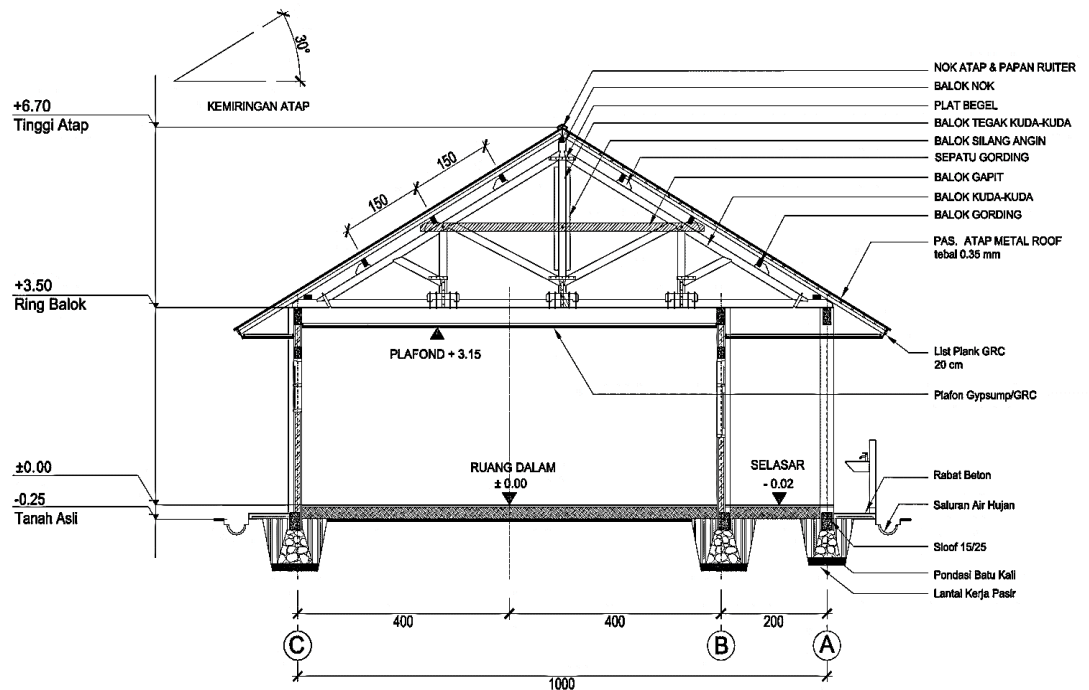 30°
KEMIRINGAN ATAP
+6.70
Tinggi Atap
150
150
NOK ATAP & PAPAN RUITER
BALOK NOK
PLAT BEGEL
BALOK TEGAK KUDA-KUDA
BALOK SILANG ANGIN
SEPATU GORDING
BALOK GAPIT
BALOK KUDA-KUDA
BALOK GORDING
PAS. ATAP METAL ROOF
tebal 0.35 mm
+3.50
Ring Balok
PLAFOND + 3.15
List Plank GRC
20 cm
Plafon Gypsump/GRC
±0.00
-0.25
Tanah Asli
RUANG DALAM
± 0.00
SELASAR
- 0.02
Rabat Beton
Saluran Air Hujan
Sloof 15/25
Pondasi Batu Kali
Lantai Kerja Pasir
400
400
200
C
B
A
1000